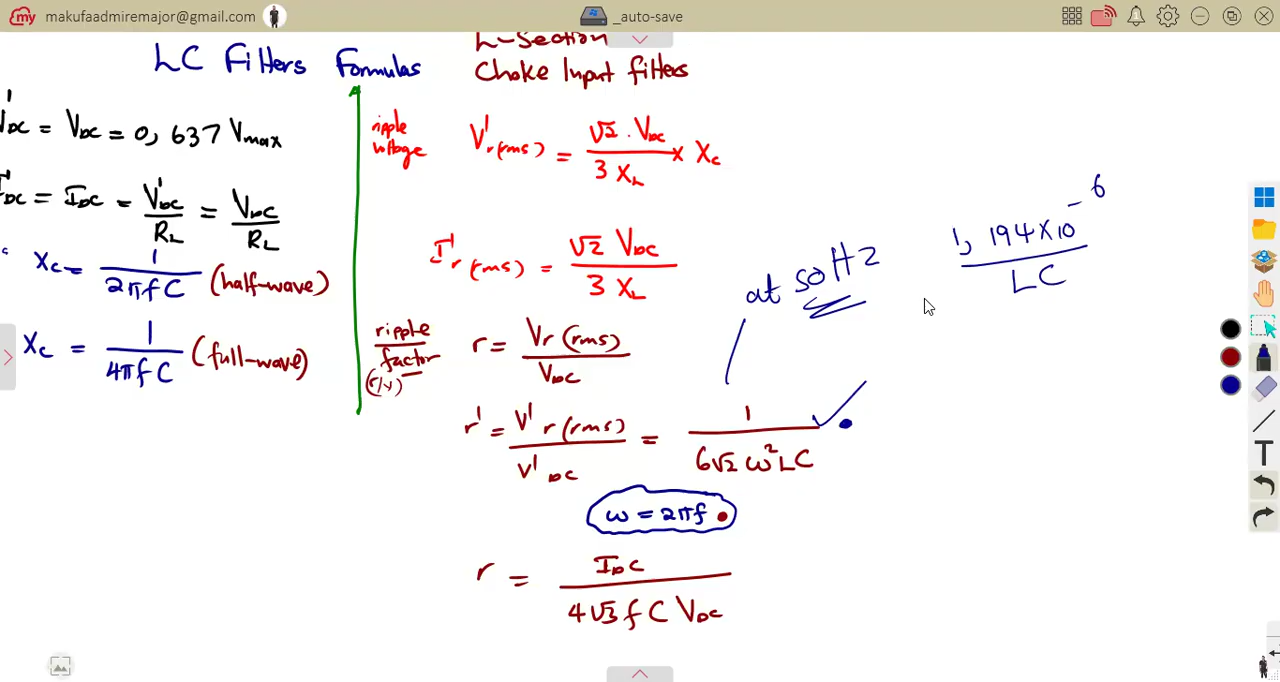 makufaadmiremajor@gmail.com
_auto-save
LC Filters Formulas
L-Section
Choke Input filters
V'DC = VDC = 0,637 Vmax
I'DC = IDC = V'DC/RL = VDC/RL
XC = 1/2πfC (half-wave)
XC = 1/4πfC (full-wave)
ripple voltage
V'r(rms) = √2 . VDC/3 XL × XC
I'r(rms) = √2 VDC/3 XL
ripple factor
(r/γ)
r = Vr(rms)/VDC
r' = V'r(rms)/V'DC = 1/6√2 ω²LC
ω = 2πf
r = IDC/4√3 f C VDC
at 50HZ
1,194×10⁻⁶/LC